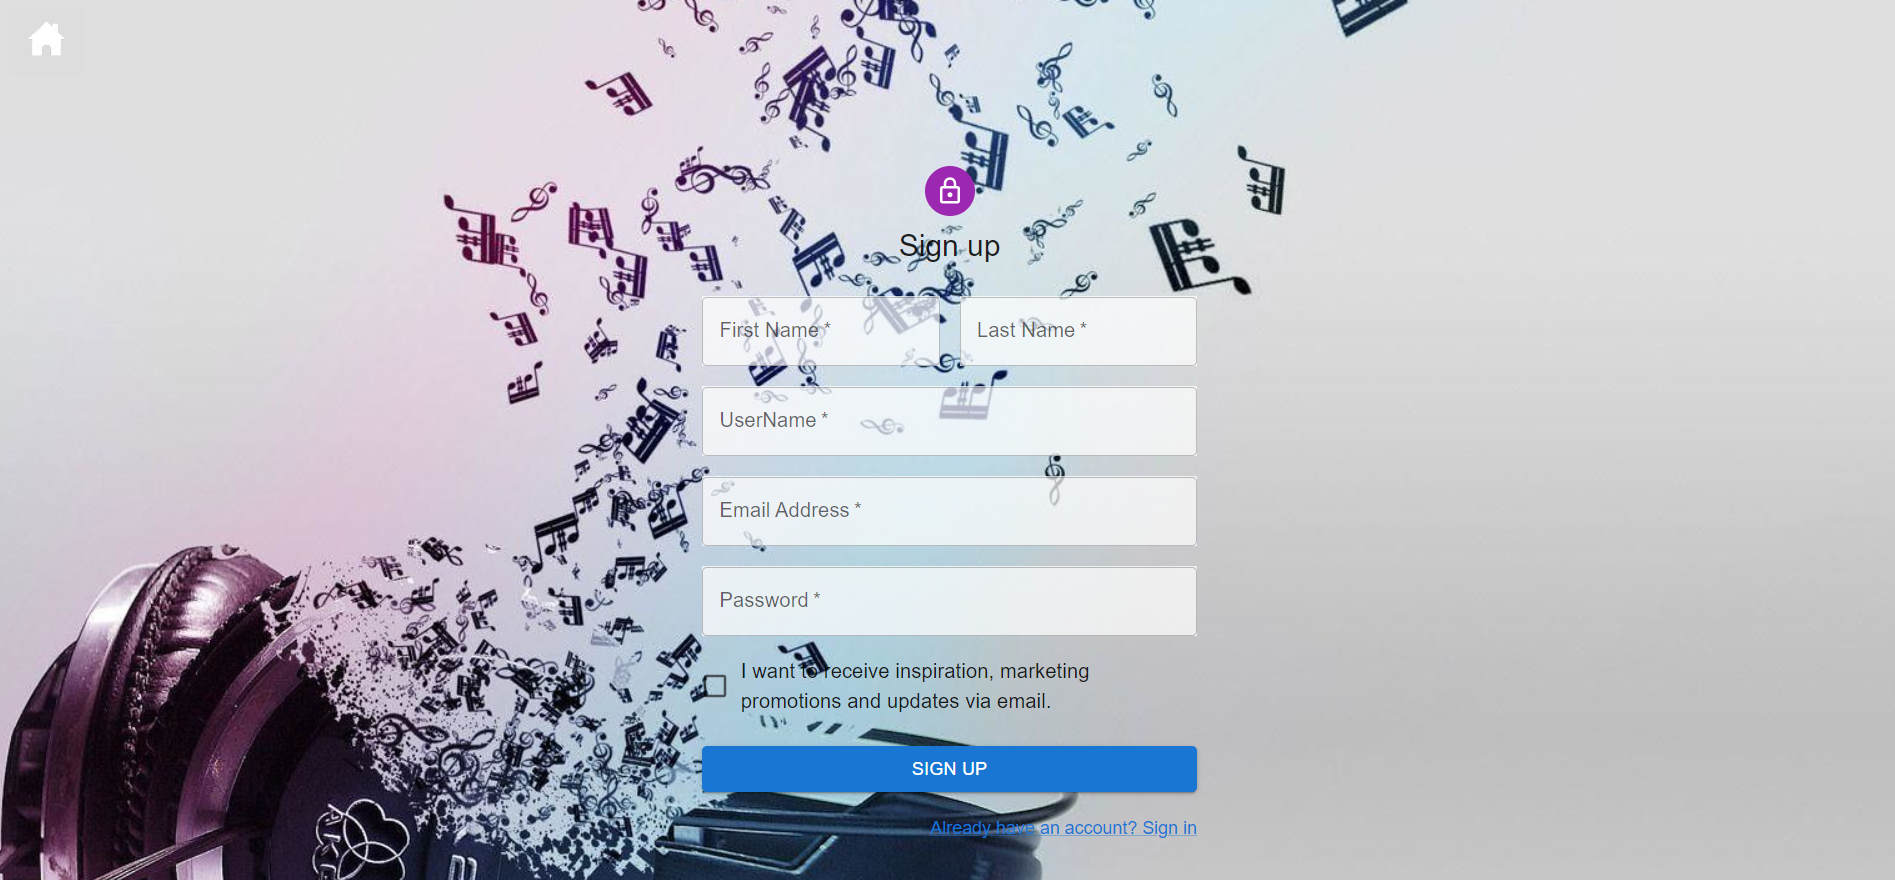 Sign up
First Name *
Last Name *
UserName *
Email Address *
Password *
I want to receive inspiration, marketing
promotions and updates via email.
SIGN UP
Already have an account? Sign in